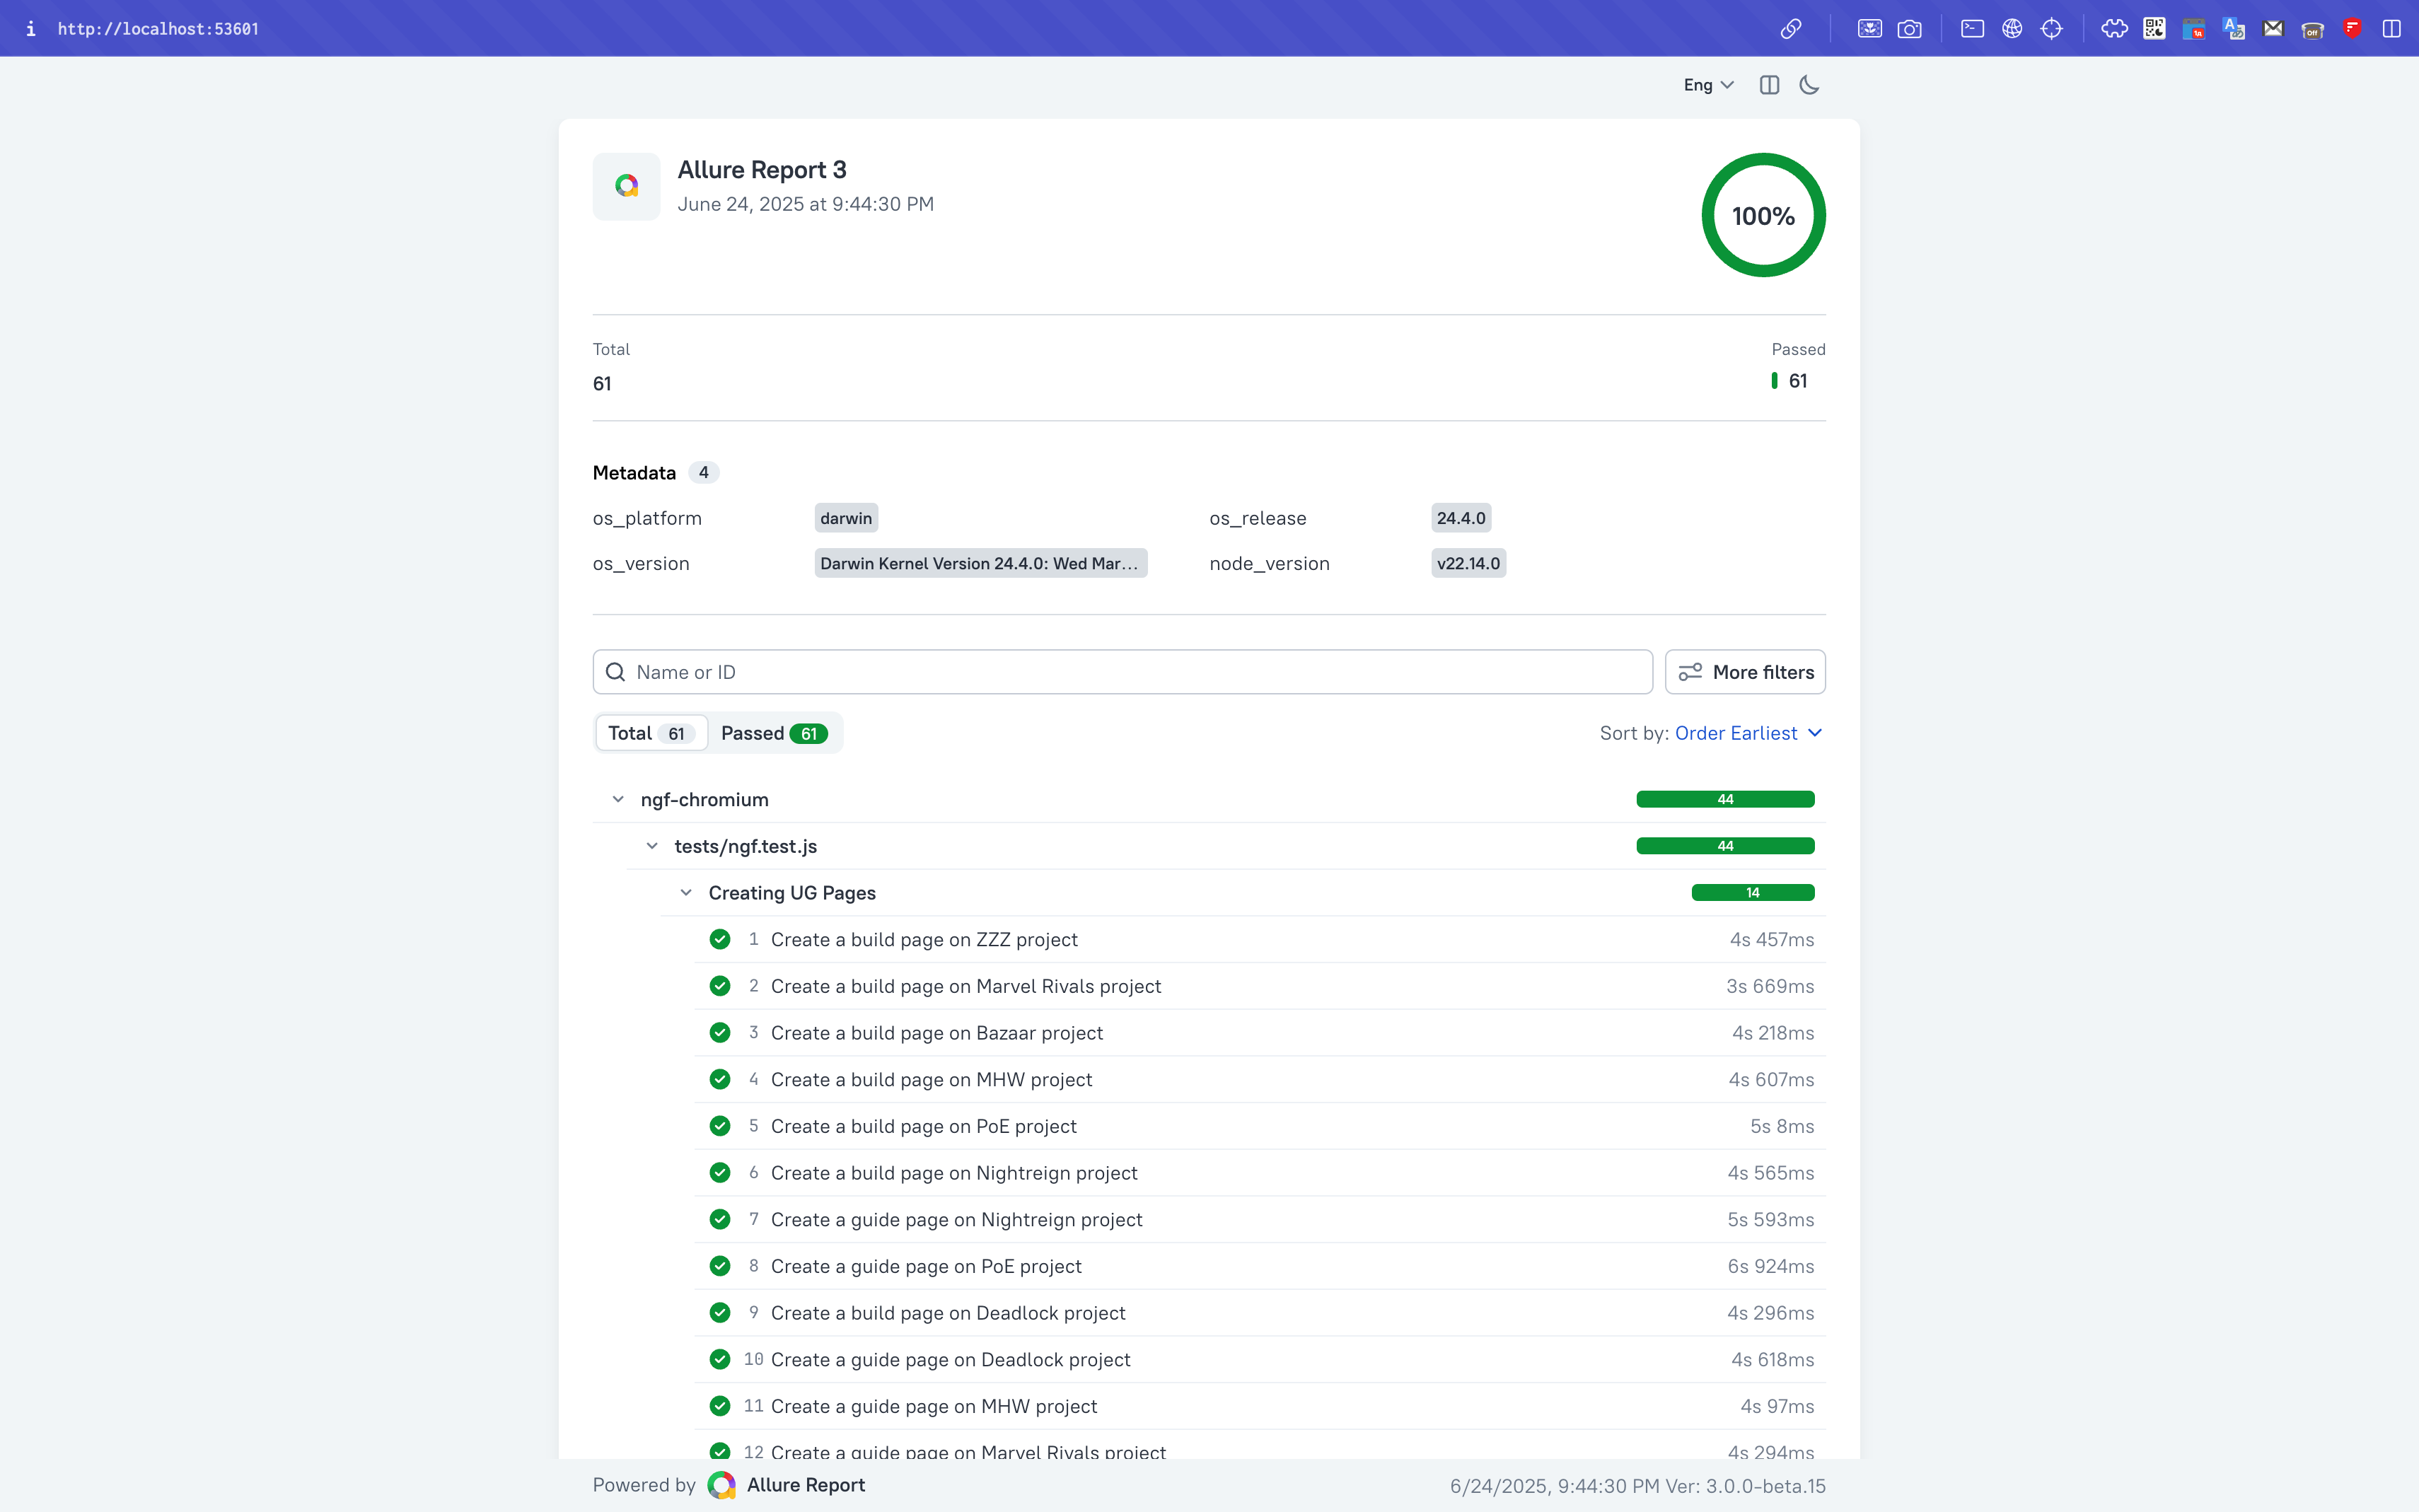 i http://localhost:53601
Eng
Allure Report 3
June 24, 2025 at 9:44:30 PM
100%
Total
61
Passed
61
Metadata 4
os_platform darwin os_release 24.4.0
os_version Darwin Kernel Version 24.4.0: Wed Mar... node_version v22.14.0
Name or ID
More filters
Total 61 Passed 61
Sort by: Order Earliest
ngf-chromium 44
tests/ngf.test.js 44
Creating UG Pages 14
1 Create a build page on ZZZ project 4s 457ms
2 Create a build page on Marvel Rivals project 3s 669ms
3 Create a build page on Bazaar project 4s 218ms
4 Create a build page on MHW project 4s 607ms
5 Create a build page on PoE project 5s 8ms
6 Create a build page on Nightreign project 4s 565ms
7 Create a guide page on Nightreign project 5s 593ms
8 Create a guide page on PoE project 6s 924ms
9 Create a build page on Deadlock project 4s 296ms
10 Create a guide page on Deadlock project 4s 618ms
11 Create a guide page on MHW project 4s 97ms
12 Create a guide page on Marvel Rivals project 4s 294ms
Powered by Allure Report
6/24/2025, 9:44:30 PM Ver: 3.0.0-beta.15